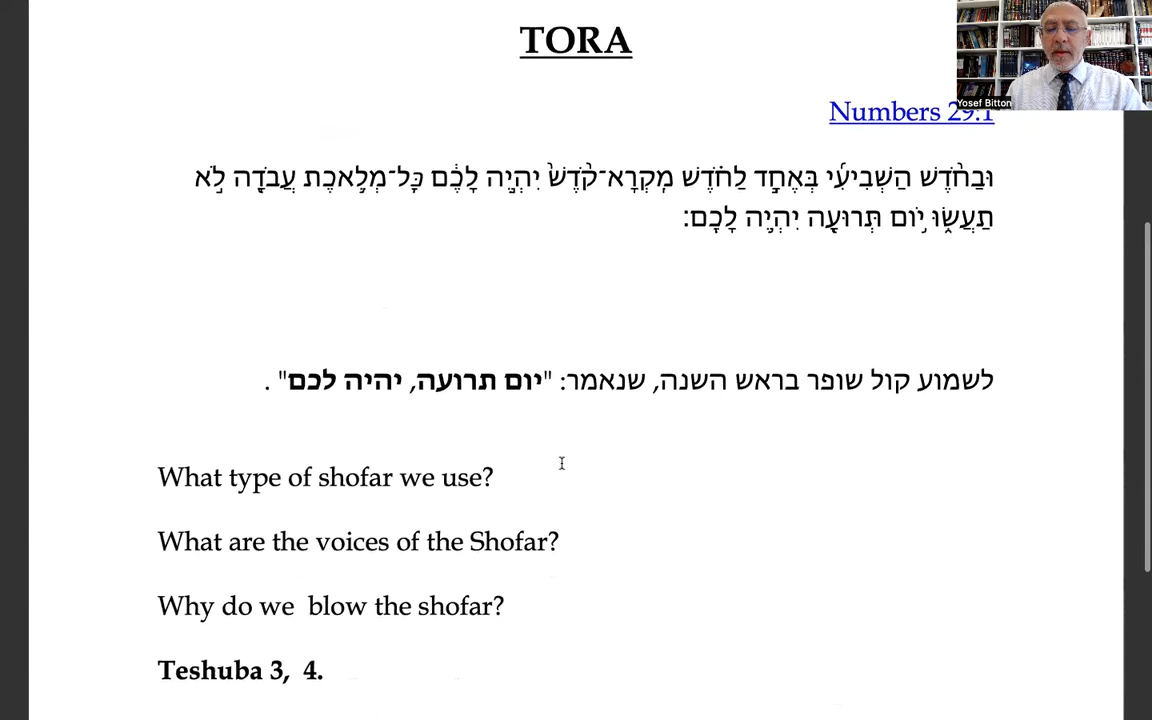 TORA
Yosef Bitton
Numbers 29:1
וּבַחֹ֨דֶשׁ הַשְּׁבִיעִ֜י בְּאֶחָ֣ד לַחֹ֗דֶשׁ מִֽקְרָא־קֹ֙דֶשׁ֙ יִהְיֶ֣ה לָכֶ֔ם כׇּל־מְלֶ֥אכֶת עֲבֹדָ֖ה לֹ֣א
תַעֲשׂ֑וּ י֥וֹם תְּרוּעָ֖ה יִהְיֶ֥ה לָכֶֽם׃
לשמוע קול שופר בראש השנה, שנאמר: "יום תרועה, יהיה לכם" .
What type of shofar we use?
What are the voices of the Shofar?
Why do we blow the shofar?
Teshuba 3, 4.